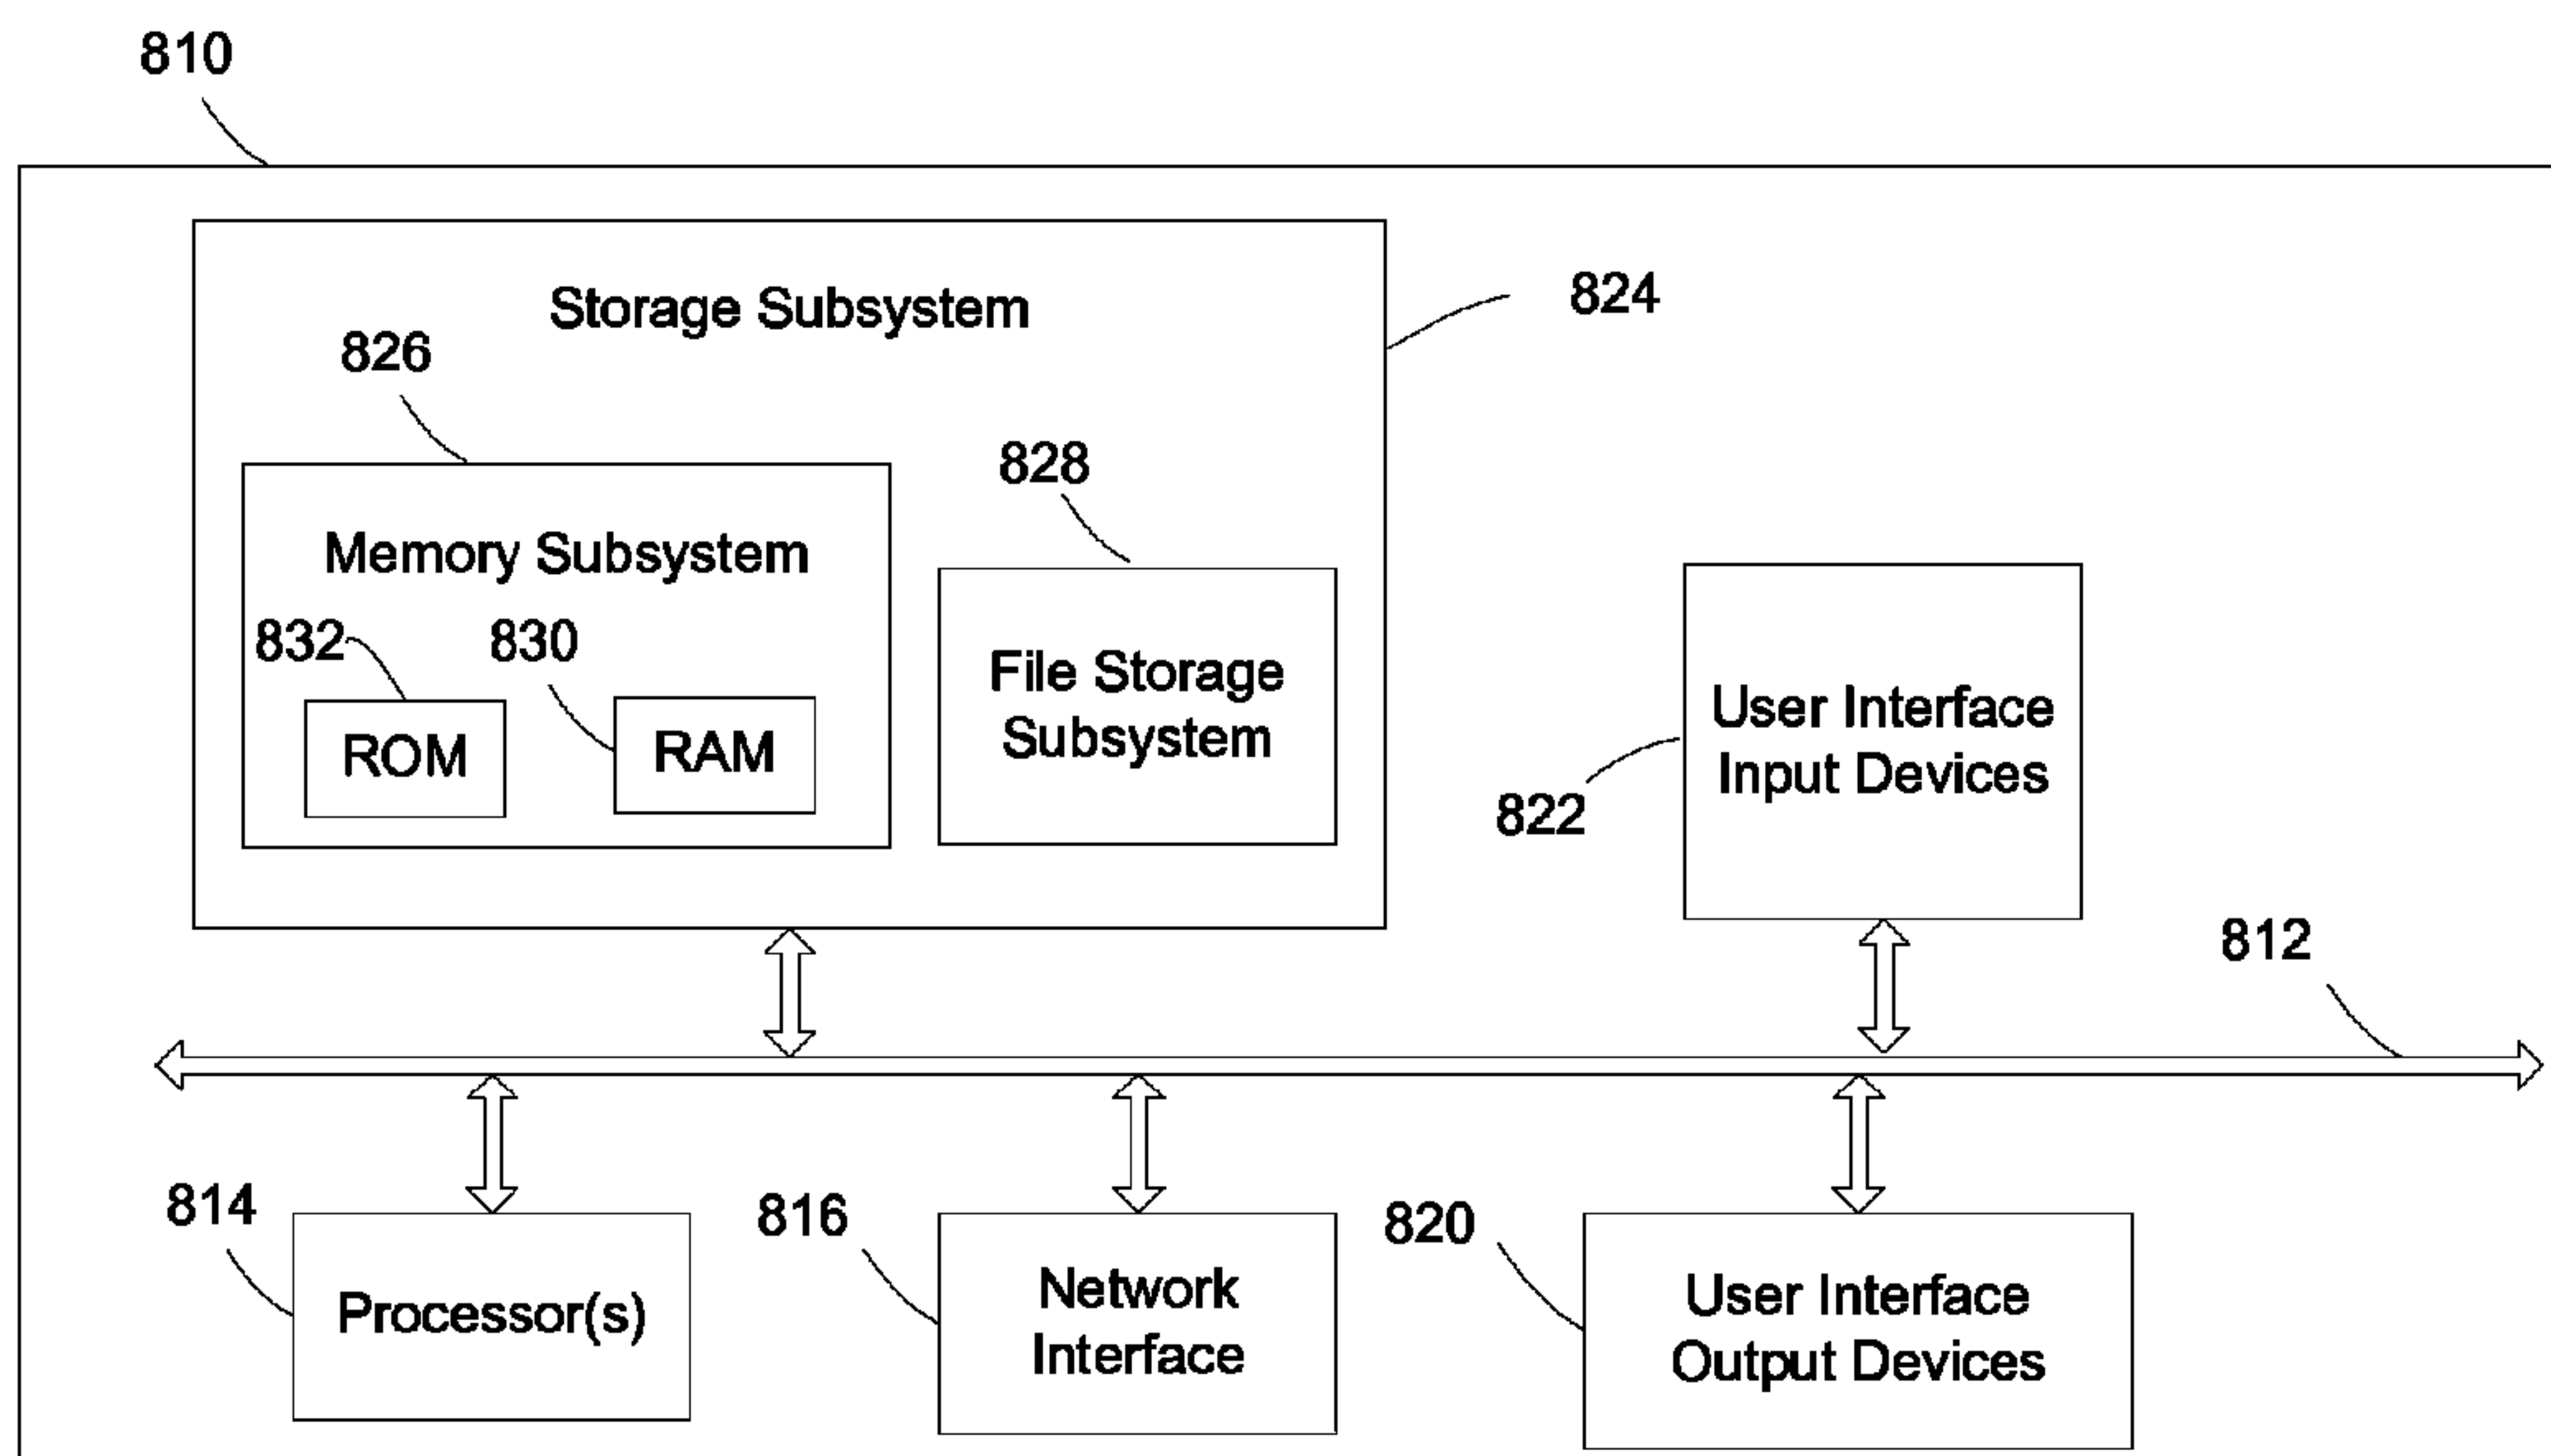 810
Storage Subsystem
824
826
828
Memory Subsystem
832
830
File Storage
Subsystem
ROM
RAM
User Interface
Input Devices
822
812
814
816
820
Processor(s)
Network
Interface
User Interface
Output Devices